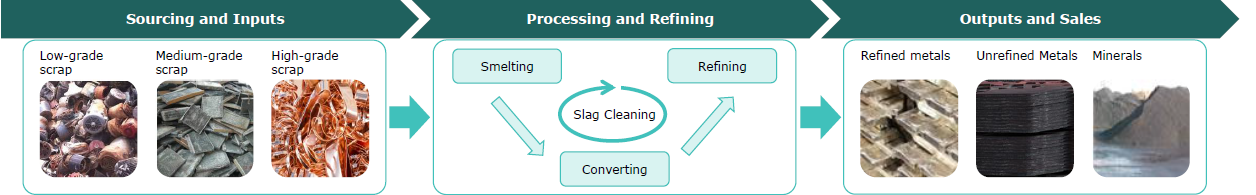 Sourcing and Inputs
Processing and Refining
Outputs and Sales
Low-grade
scrap
Medium-grade
scrap
High-grade
scrap
Smelting
Refining
Slag Cleaning
Converting
Refined metals
Unrefined Metals
Minerals